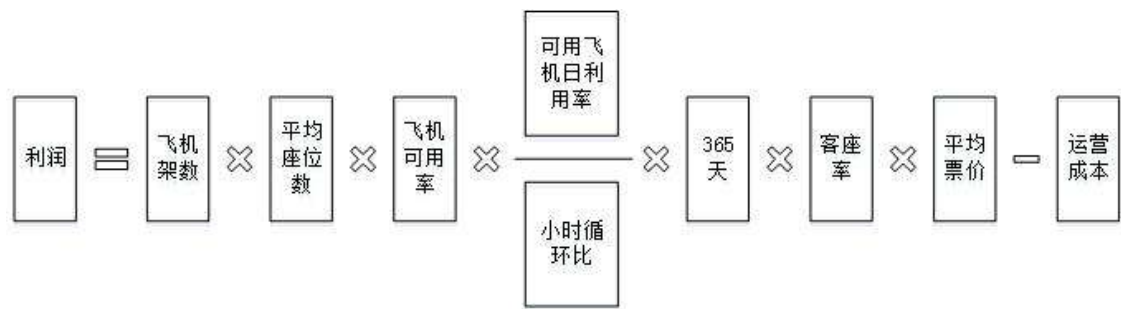 利润
飞机
架数
平均
座位
数
飞机
可用
率
可用飞
机日利
用率
小时循
环比
365
天
客座
率
平均
票价
运营
成本